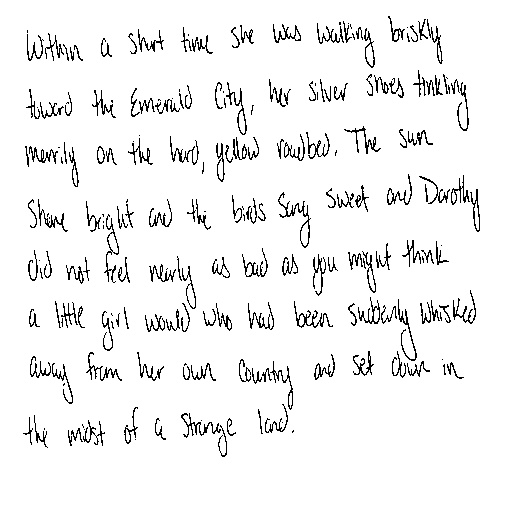 Within a short time she was walking briskly
toward the Emerald City, her silver shoes tinkling
merrily on the hard, yellow roadbed. The sun
shone bright and the birds sang sweet and Dorothy
did not feel nearly as bad as you might think
a little girl would who had been suddenly whisked
away from her own country and set down in
the midst of a strange land.